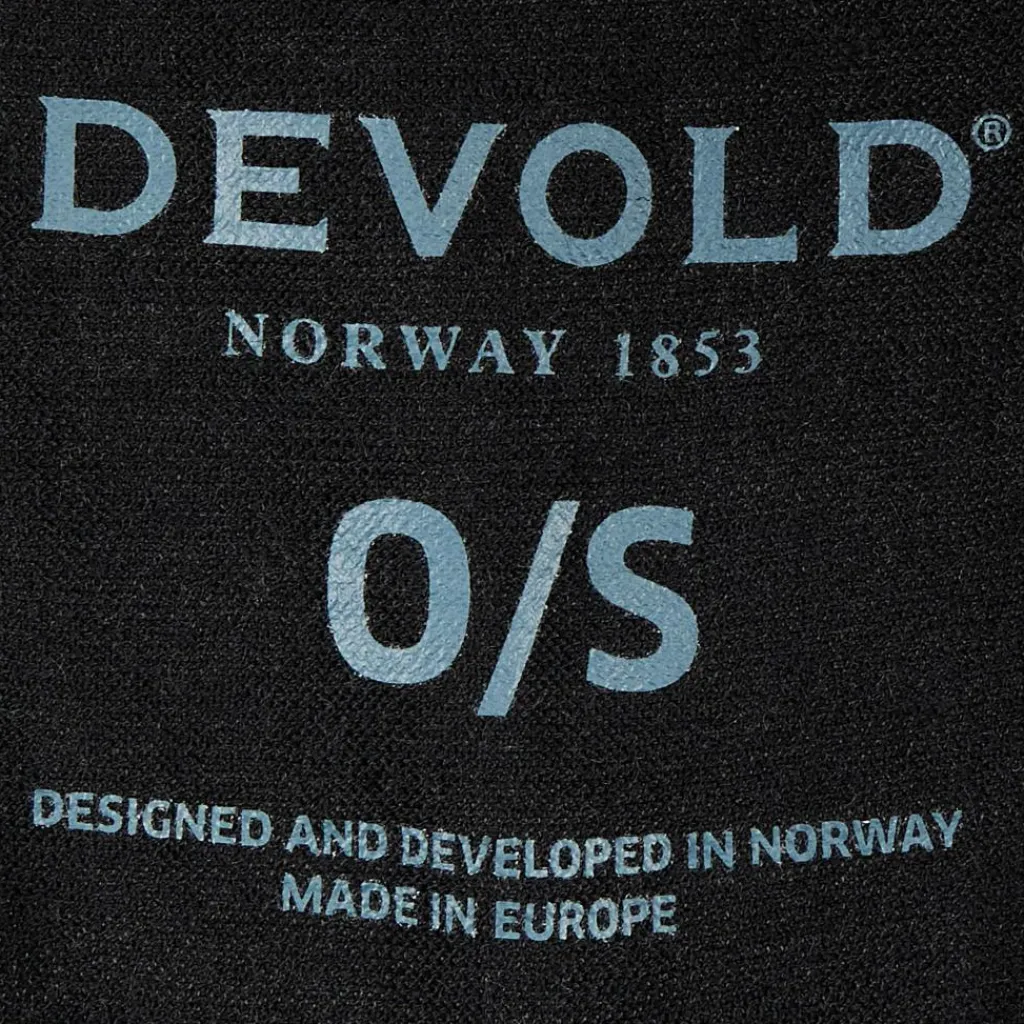 DEVOLD®
NORWAY 1853
O/S
DESIGNED AND DEVELOPED IN NORWAY
MADE IN EUROPE